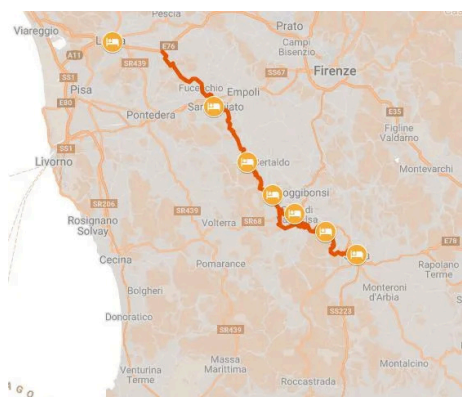 Pescia
Prato
Viareggio
E76
A11
Campi
Bisenzio
SR439
SS67
Firenze
SS1
Pisa
Fucecchio
Empoli
E80
Pontedera
E35
Figline
Valdarno
SS1
Montevarchi
Livorno
SR206
SR439
Rosignano
Solvay
Volterra
SR68
E78
Cecina
Pomarance
Rapolano
Terme
Bolgheri
Monteroni
d'Arbia
SS223
Donoratico
SR439
Massa
Marittima
Montalcino
Venturina
Terme
Roccastrada